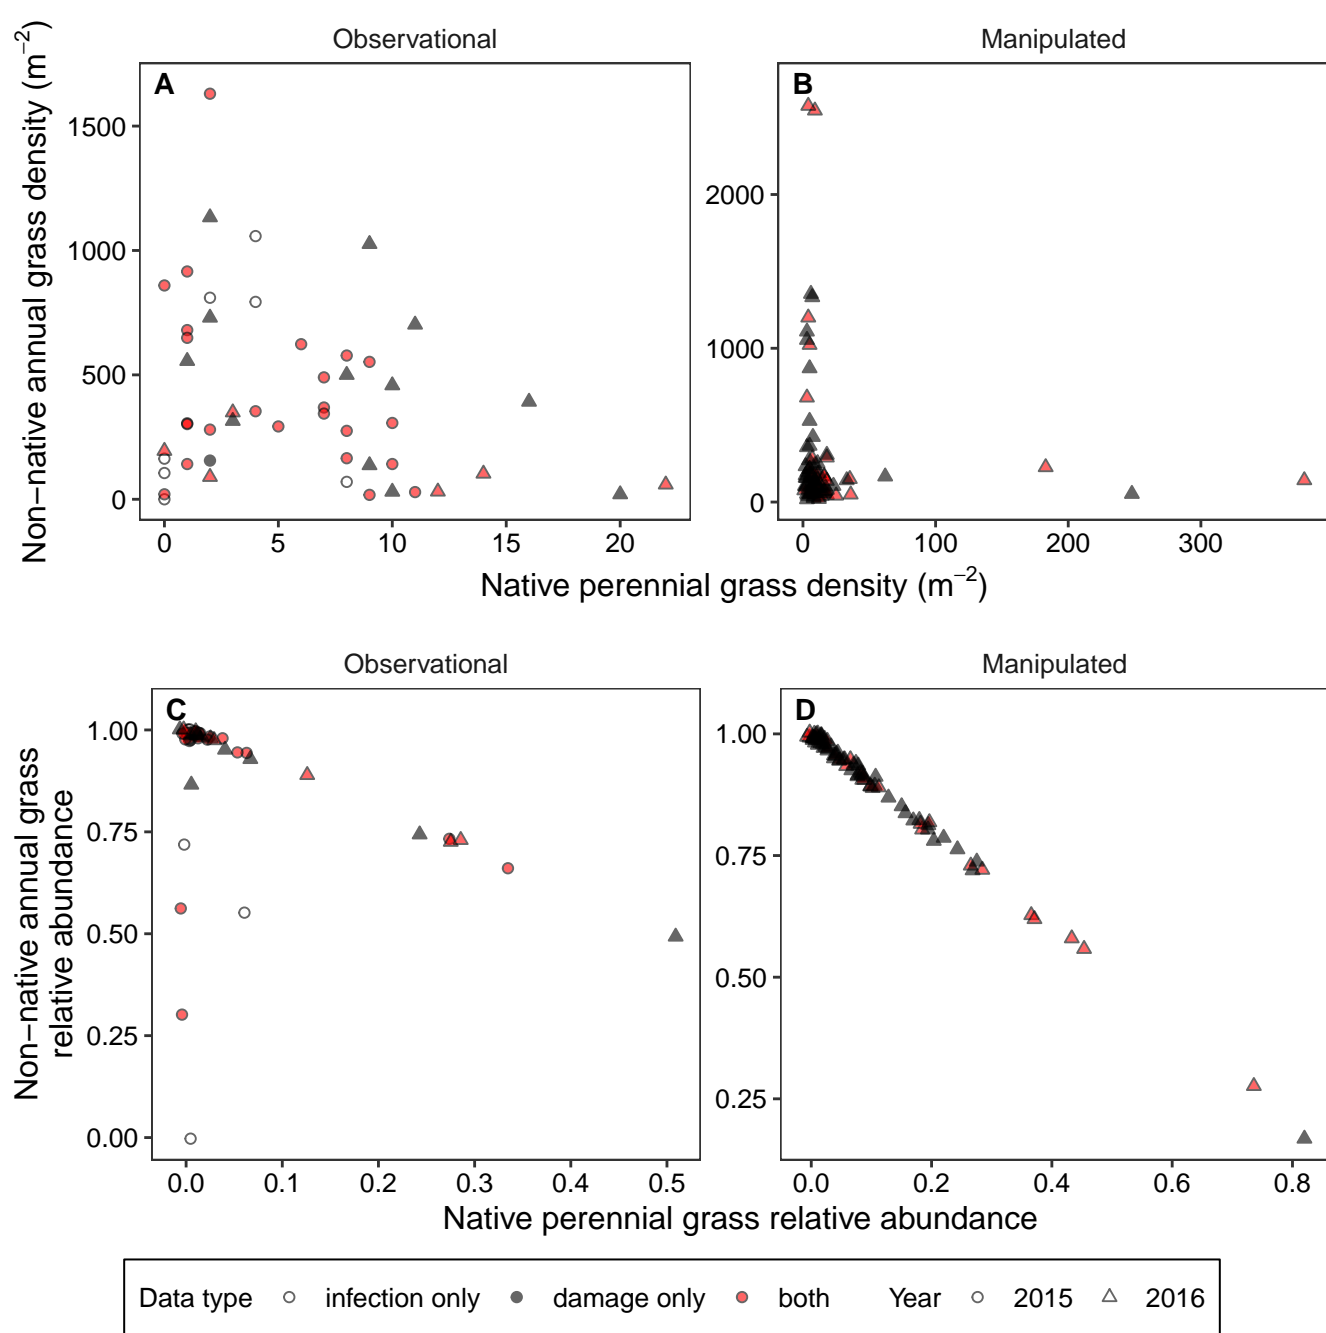 Observational
Manipulated
A
B
Non−native annual grass density (m−2)
1500
1000
500
0
2000
1000
0
0 5 10 15 20
0 100 200 300
Native perennial grass density (m−2)
Observational
Manipulated
C
D
Non−native annual grass
relative abundance
1.00
0.75
0.50
0.25
0.00
1.00
0.75
0.50
0.25
0.0 0.1 0.2 0.3 0.4 0.5
0.0 0.2 0.4 0.6 0.8
Native perennial grass relative abundance
Data type infection only damage only both Year 2015 2016